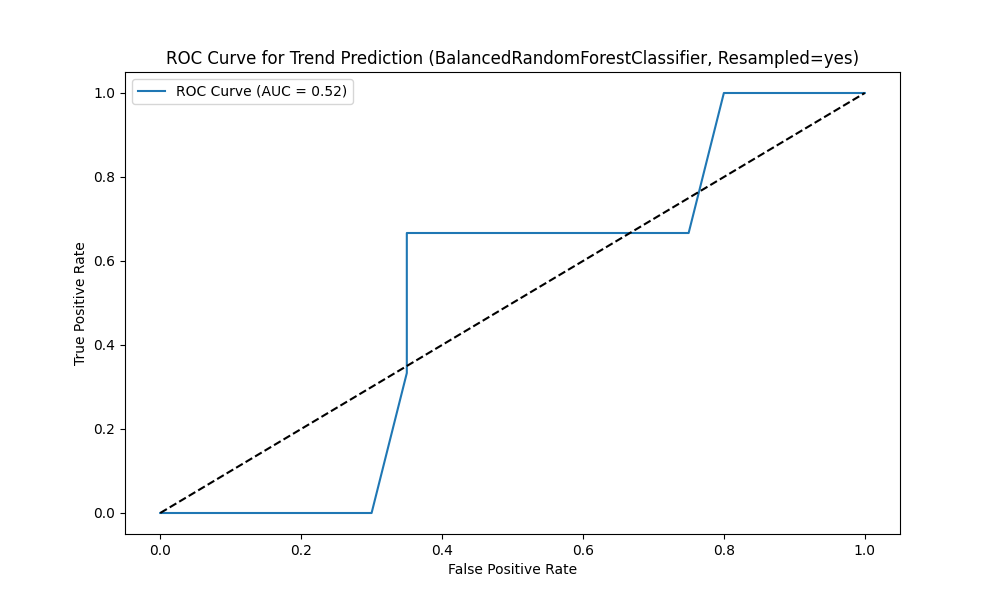 ROC Curve for Trend Prediction (BalancedRandomForestClassifier, Resampled=yes)
ROC Curve (AUC = 0.52)
1.0
0.8
0.6
0.4
0.2
0.0
True Positive Rate
0.0 0.2 0.4 0.6 0.8 1.0
False Positive Rate